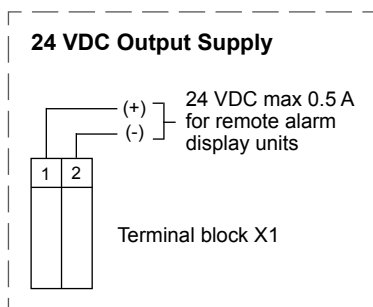 24 VDC Output Supply
(+)
(-)
24 VDC max 0.5 A
for remote alarm
display units
1 2
Terminal block X1